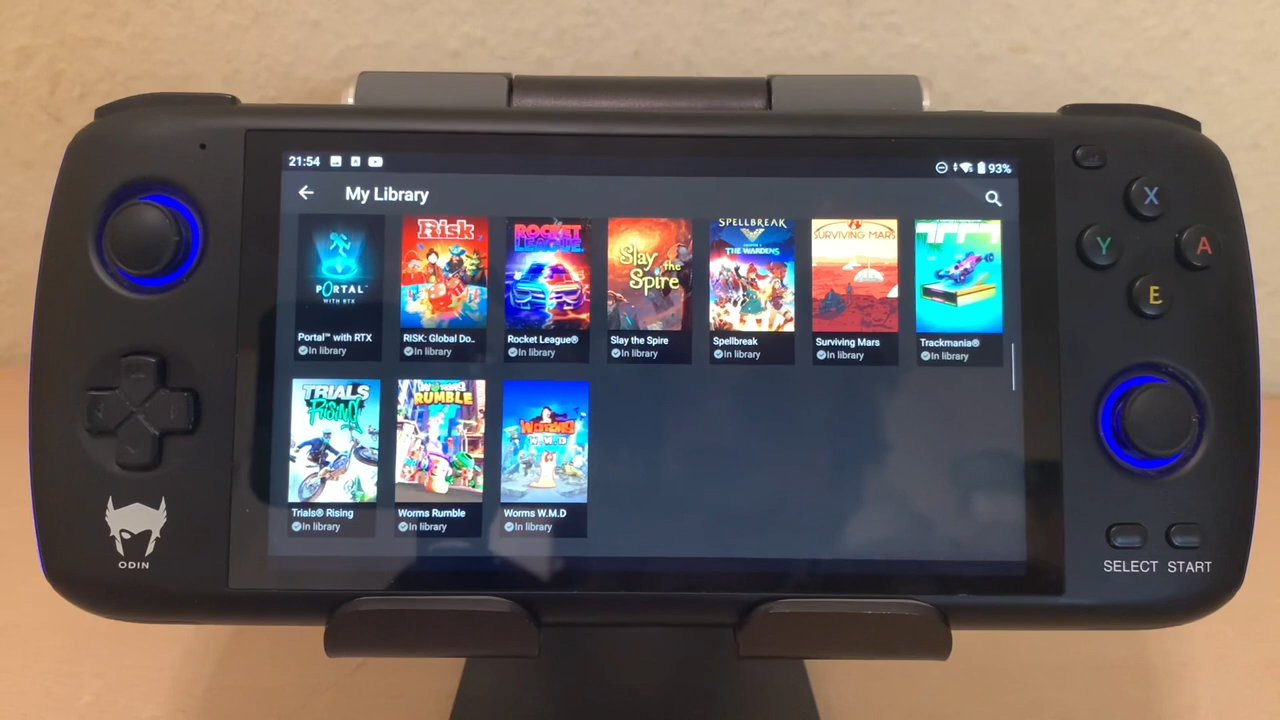 21:54
93%
My Library
PORTAL™
WITH RTX
Risk
ROCKET
LEAGUE
Slay the
Spire
SPELLBREAK
THE WARDENS
SURVIVING MARS
Portal™ with RTX
In library
RISK: Global Do..
In library
Rocket League®
In library
Slay the Spire
In library
Spellbreak
In library
Surviving Mars
In library
Trackmania®
In library
TRIALS
Rising
WORMS
RUMBLE
WORMS
W.M.D
Trials® Rising
In library
Worms Rumble
In library
Worms W.M.D
In library
X
Y
A
E
ODIN
SELECT START